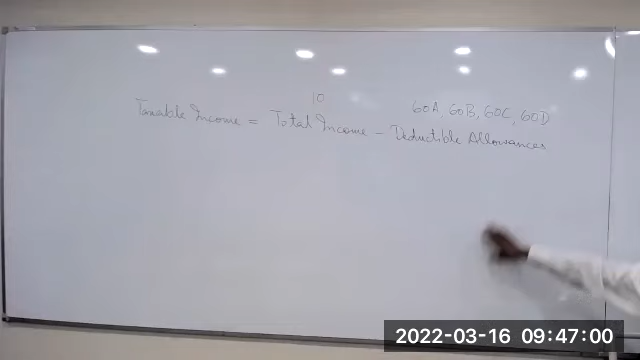 10
60A, 60B, 60C, 60D
Taxable Income = Total Income - Deductible Allowances
2022-03-16 09:47:00